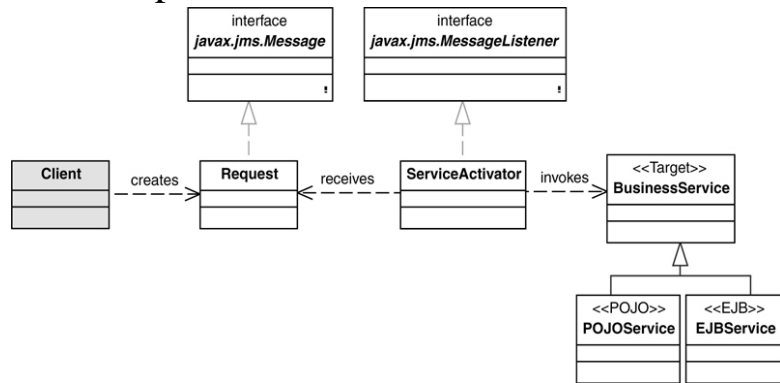 interface
javax.jms.Message
interface
javax.jms.MessageListener
Client
creates
Request
receives
ServiceActivator
invokes
<<Target>>
BusinessService
<<POJO>>
POJOService
<<EJB>>
EJBService